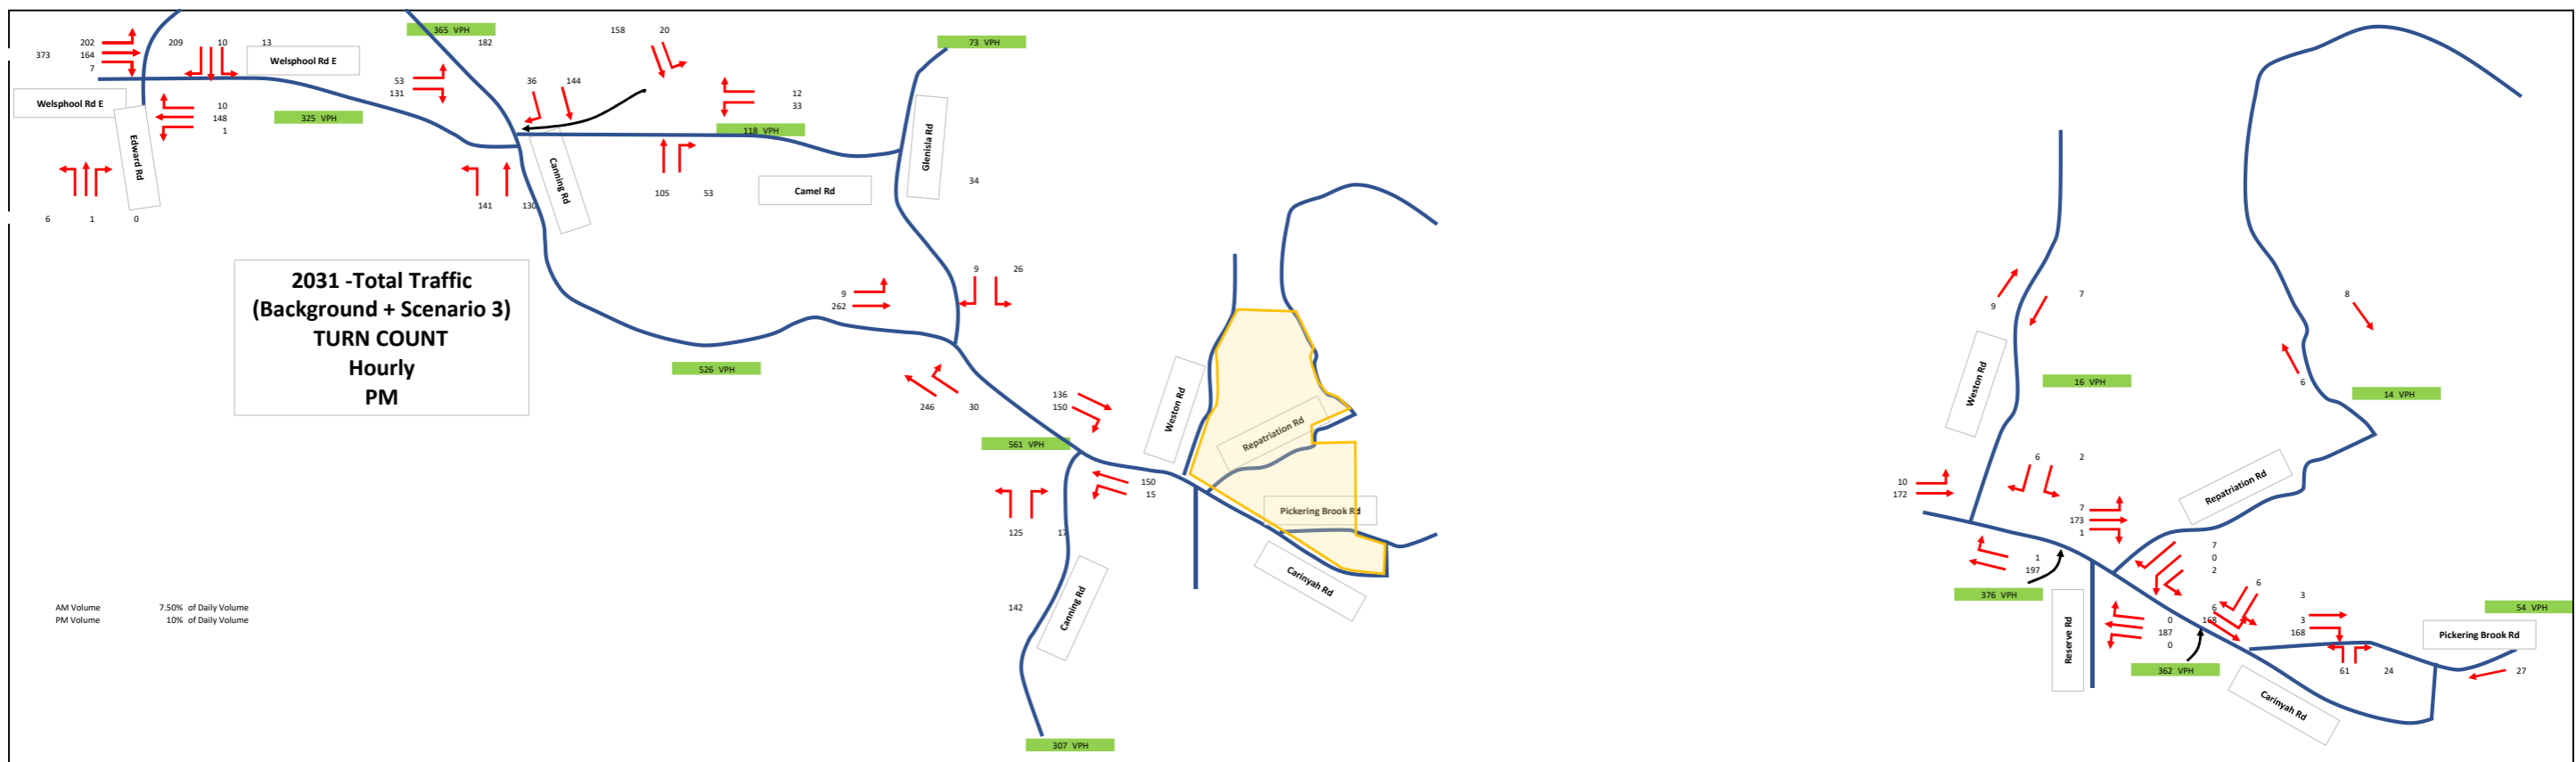 365 VPH
158
20
73 VPH
202
209
10
13
182
373
164
7
Welsphool Rd E
53
131
36
144
12
33
Welsphool Rd E
10
148
1
325 VPH
118 VPH
Edward Rd
Canning Rd
Glenisla Rd
34
105
53
Camel Rd
141
130
6
1
0
2031 -Total Traffic
(Background + Scenario 3)
TURN COUNT
Hourly
PM
9
26
9
262
526 VPH
246
30
136
150
561 VPH
Weston Rd
Repatriation Rd
150
15
Pickering Brook Rd
125
17
Carinyah Rd
142
Canning Rd
307 VPH
AM Volume 7.50% of Daily Volume
PM Volume 10% of Daily Volume
9
7
8
Weston Rd
16 VPH
6
14 VPH
6
2
10
172
Repatriation Rd
7
173
1
7
0
2
1
197
376 VPH
6
3
54 VPH
Reserve Rd
0
187
0
6
168
3
168
Pickering Brook Rd
362 VPH
61
24
27
Carinyah Rd